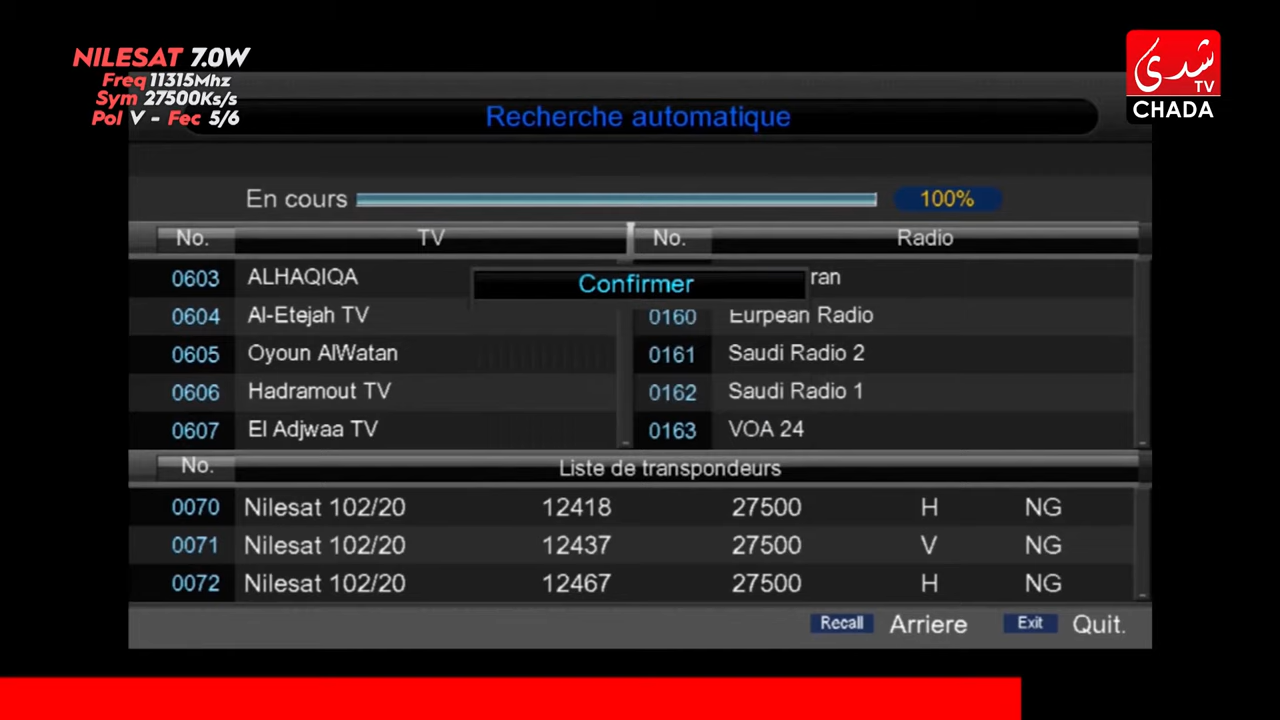 NILESAT 7.0W
Freq 11315Mhz
Sym 27500Ks/s
Pol V - Fec 5/6
شدى
TV
CHADA
Recherche automatique
En cours 100%
No. TV No. Radio
0603 ALHAQIQA ran
Confirmer
0604 Al-Etejah TV 0160 Eurpean Radio
0605 Oyoun AlWatan 0161 Saudi Radio 2
0606 Hadramout TV 0162 Saudi Radio 1
0607 El Adjwaa TV 0163 VOA 24
No. Liste de transpondeurs
0070 Nilesat 102/20 12418 27500 H NG
0071 Nilesat 102/20 12437 27500 V NG
0072 Nilesat 102/20 12467 27500 H NG
Recall Arriere Exit Quit.